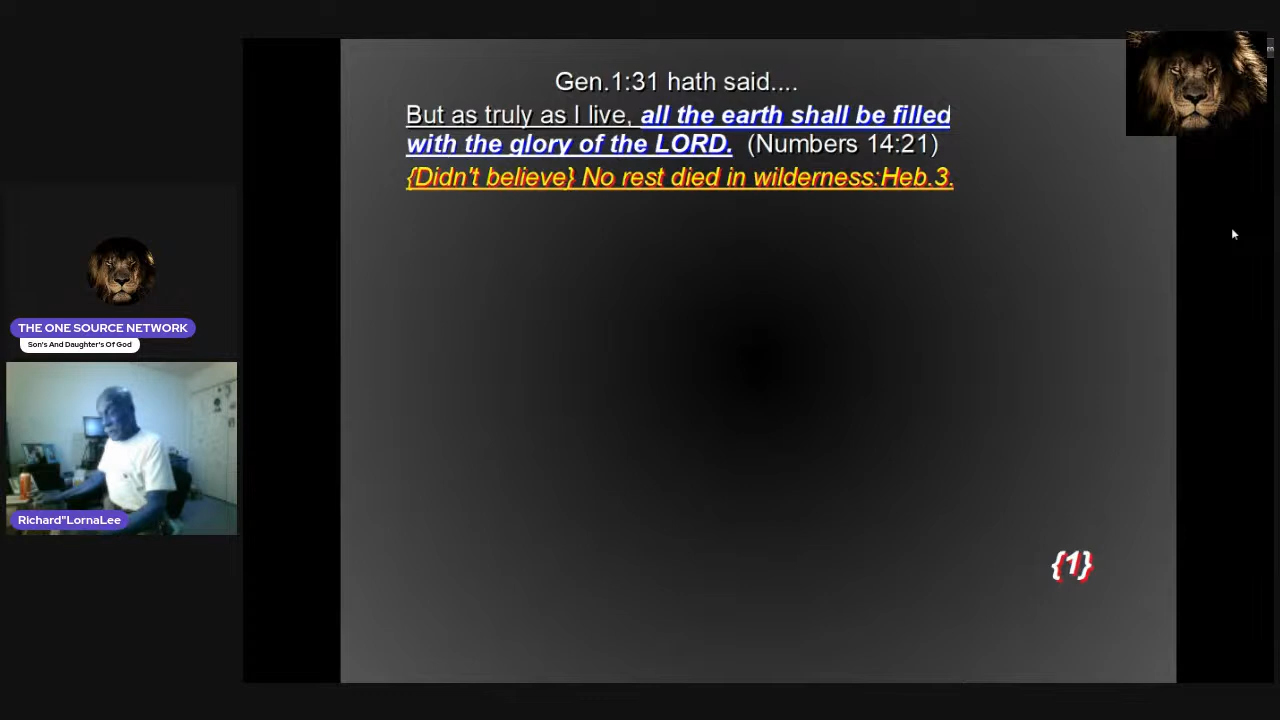 Gen.1:31 hath said....
But as truly as I live, all the earth shall be filled
with the glory of the LORD.  (Numbers 14:21)
{Didn't believe} No rest died in wilderness:Heb.3.
THE ONE SOURCE NETWORK
Son's And Daughter's Of God
Richard"LornaLee
{1}